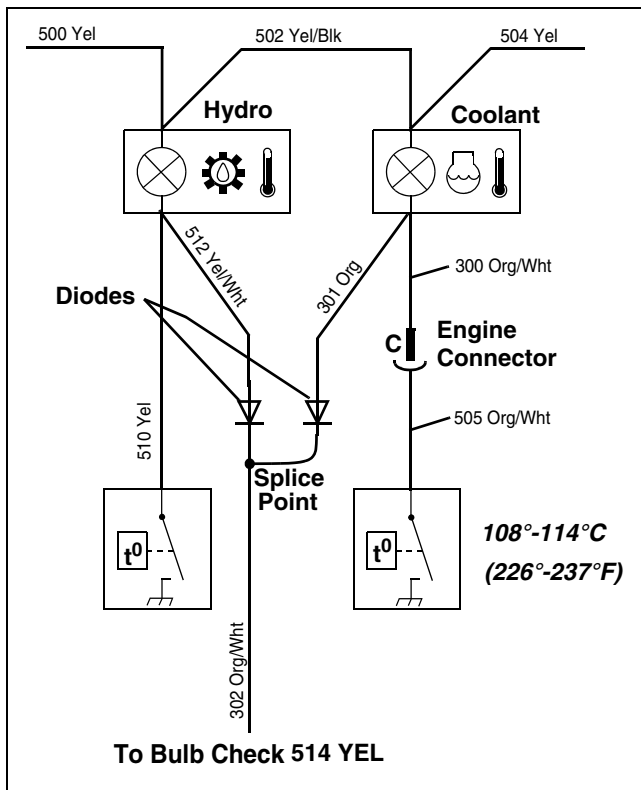 500 Yel
502 Yel/Blk
504 Yel
Hydro
Coolant
512 Yel/Wht
301 Org
300 Org/Wht
Diodes
C
Engine
Connector
510 Yel
505 Org/Wht
Splice
Point
t⁰
t⁰
108°-114°C
(226°-237°F)
302 Org/Wht
To Bulb Check 514 YEL